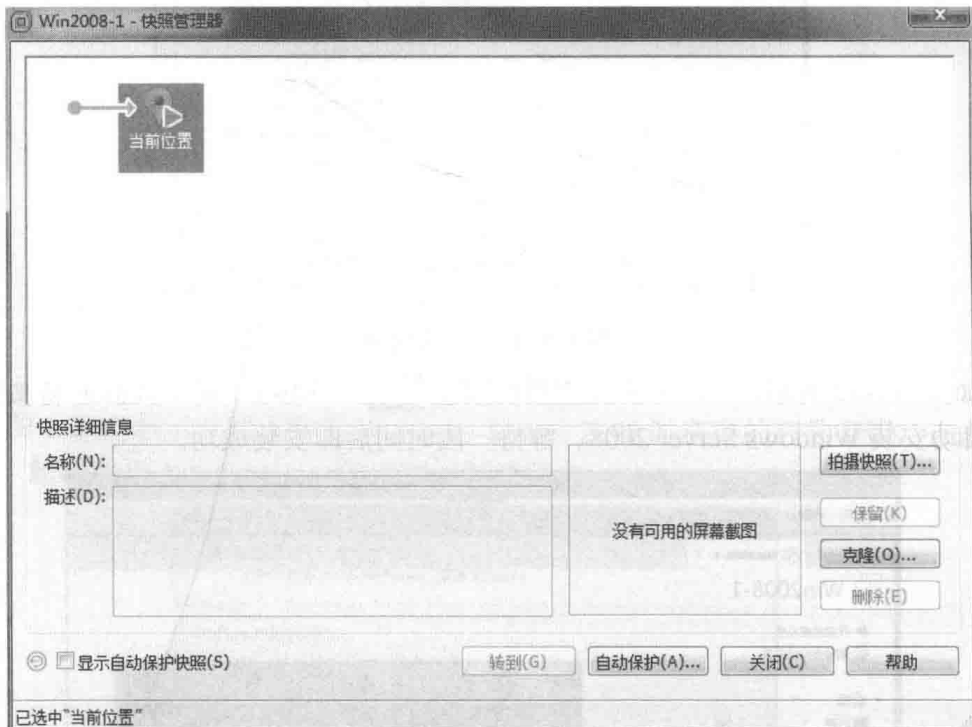 Win2008-1 - 快照管理器
当前位置
快照详细信息
名称(N):
拍摄快照(T)...
描述(D):
没有可用的屏幕截图
保留(K)
克隆(O)...
删除(E)
显示自动保护快照(S)
转到(G)
自动保护(A)...
关闭(C)
帮助
已选中"当前位置"